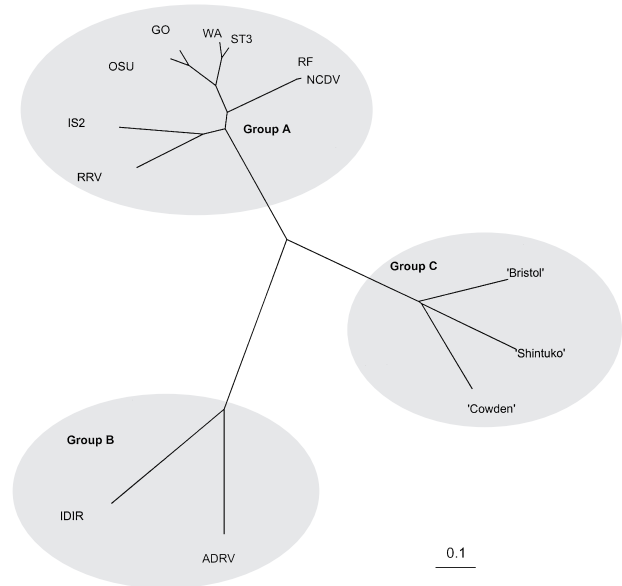 GO
WA
ST3
OSU
RF
NCDV
IS2
Group A
RRV
Group C
'Bristol'
'Shintuko'
'Cowden'
Group B
IDIR
ADRV
0.1